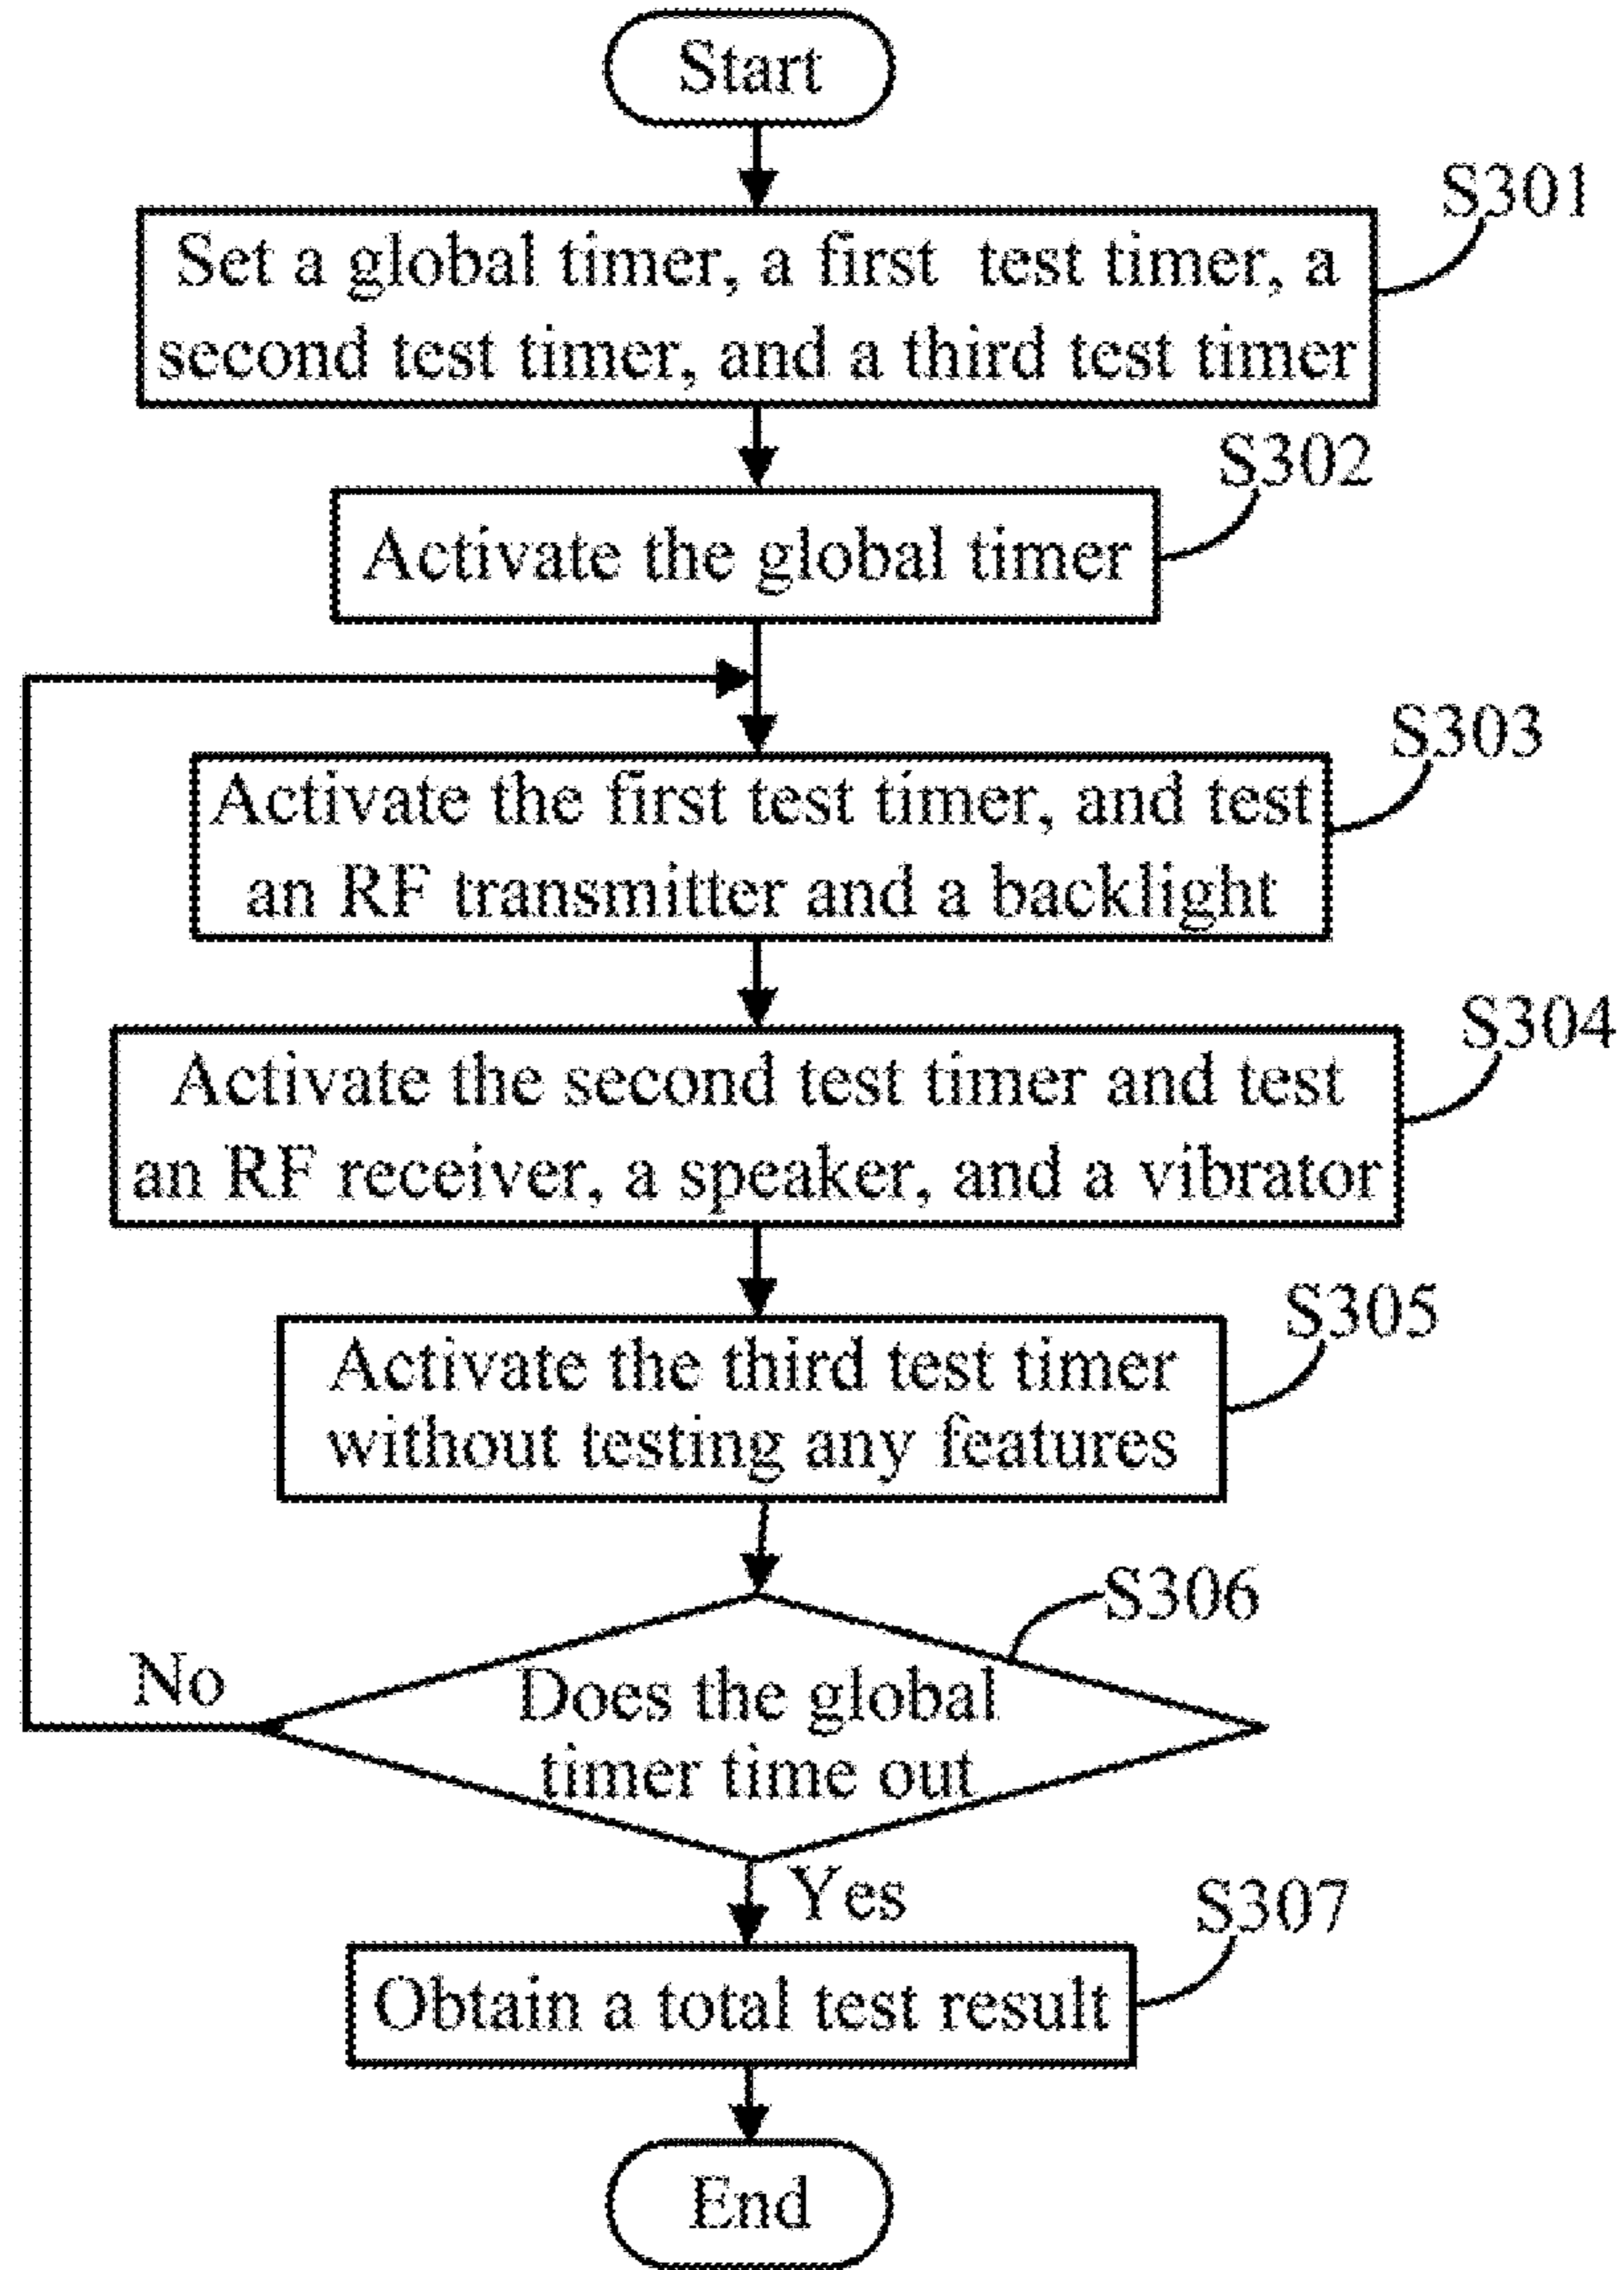 Start
S301
Set a global timer, a first test timer, a
second test timer, and a third test timer
S302
Activate the global timer
S303
Activate the first test timer, and test
an RF transmitter and a backlight
S304
Activate the second test timer and test
an RF receiver, a speaker, and a vibrator
S305
Activate the third test timer
without testing any features
S306
No
Does the global
timer time out
Yes
S307
Obtain a total test result
End